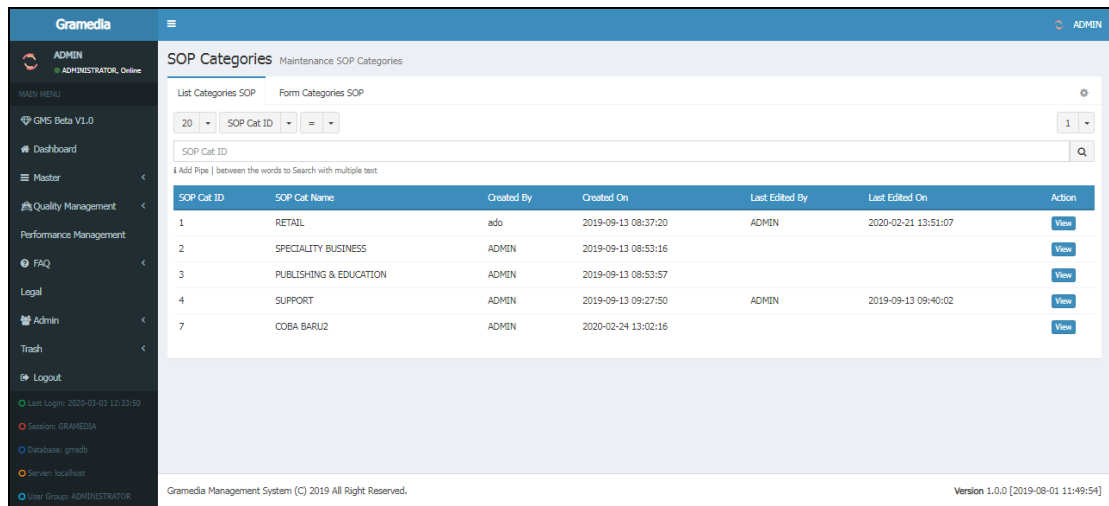 Gramedia
ADMIN
ADMIN
ADMINISTRATOR, Online
MAIN MENU
GMS Beta V1.0
Dashboard
Master
Quality Management
Performance Management
FAQ
Legal
Admin
Trash
Logout
Last Login: 2020-03-03 12:33:50
Session: GRAMEDIA
Database: gmsdb
Server: localhost
User Group: ADMINISTRATOR
SOP Categories Maintenance SOP Categories
List Categories SOP Form Categories SOP
20 SOP Cat ID = 1
SOP Cat ID
i Add Pipe | between the words to Search with multiple text
SOP Cat ID SOP Cat Name Created By Created On Last Edited By Last Edited On Action
1 RETAIL ado 2019-09-13 08:37:20 ADMIN 2020-02-21 13:51:07 View
2 SPECIALITY BUSINESS ADMIN 2019-09-13 08:53:16 View
3 PUBLISHING & EDUCATION ADMIN 2019-09-13 08:53:57 View
4 SUPPORT ADMIN 2019-09-13 09:27:50 ADMIN 2019-09-13 09:40:02 View
7 COBA BARU2 ADMIN 2020-02-24 13:02:16 View
Gramedia Management System (C) 2019 All Right Reserved. Version 1.0.0 [2019-08-01 11:49:54]